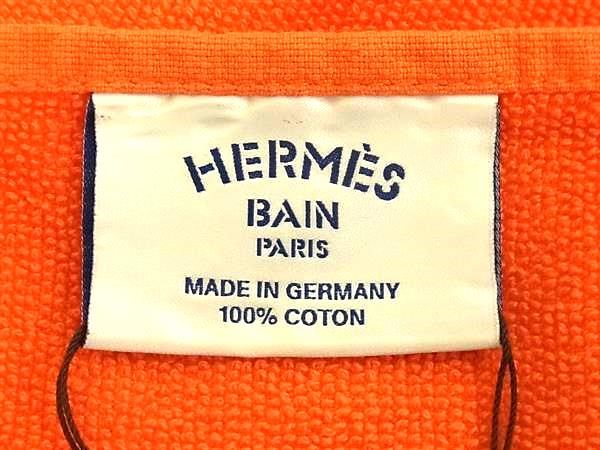 HERMÈS
BAIN
PARIS
MADE IN GERMANY
100% COTON